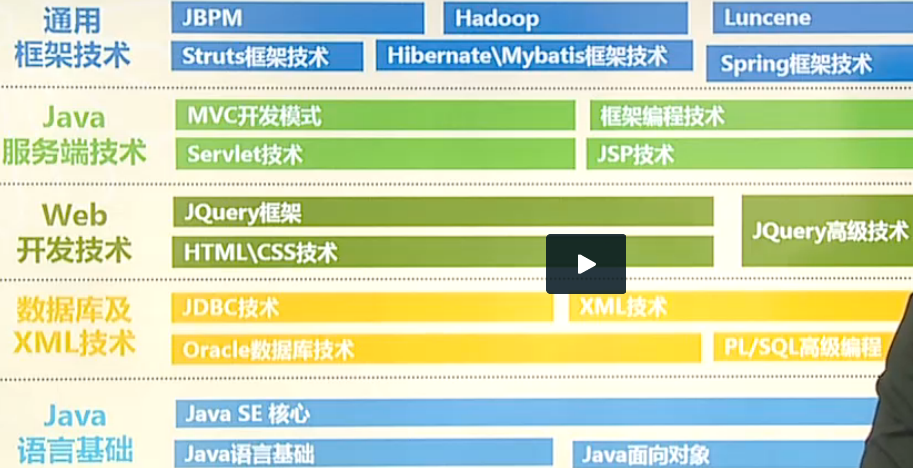 通用
框架技术
JBPM
Hadoop
Luncene
Struts框架技术
Hibernate\Mybatis框架技术
Spring框架技术
Java
服务端技术
MVC开发模式
框架编程技术
Servlet技术
JSP技术
Web
开发技术
JQuery框架
HTML\CSS技术
JQuery高级技术
数据库及
XML技术
JDBC技术
XML技术
Oracle数据库技术
PL/SQL高级编程
Java
语言基础
Java SE 核心
Java语言基础
Java面向对象